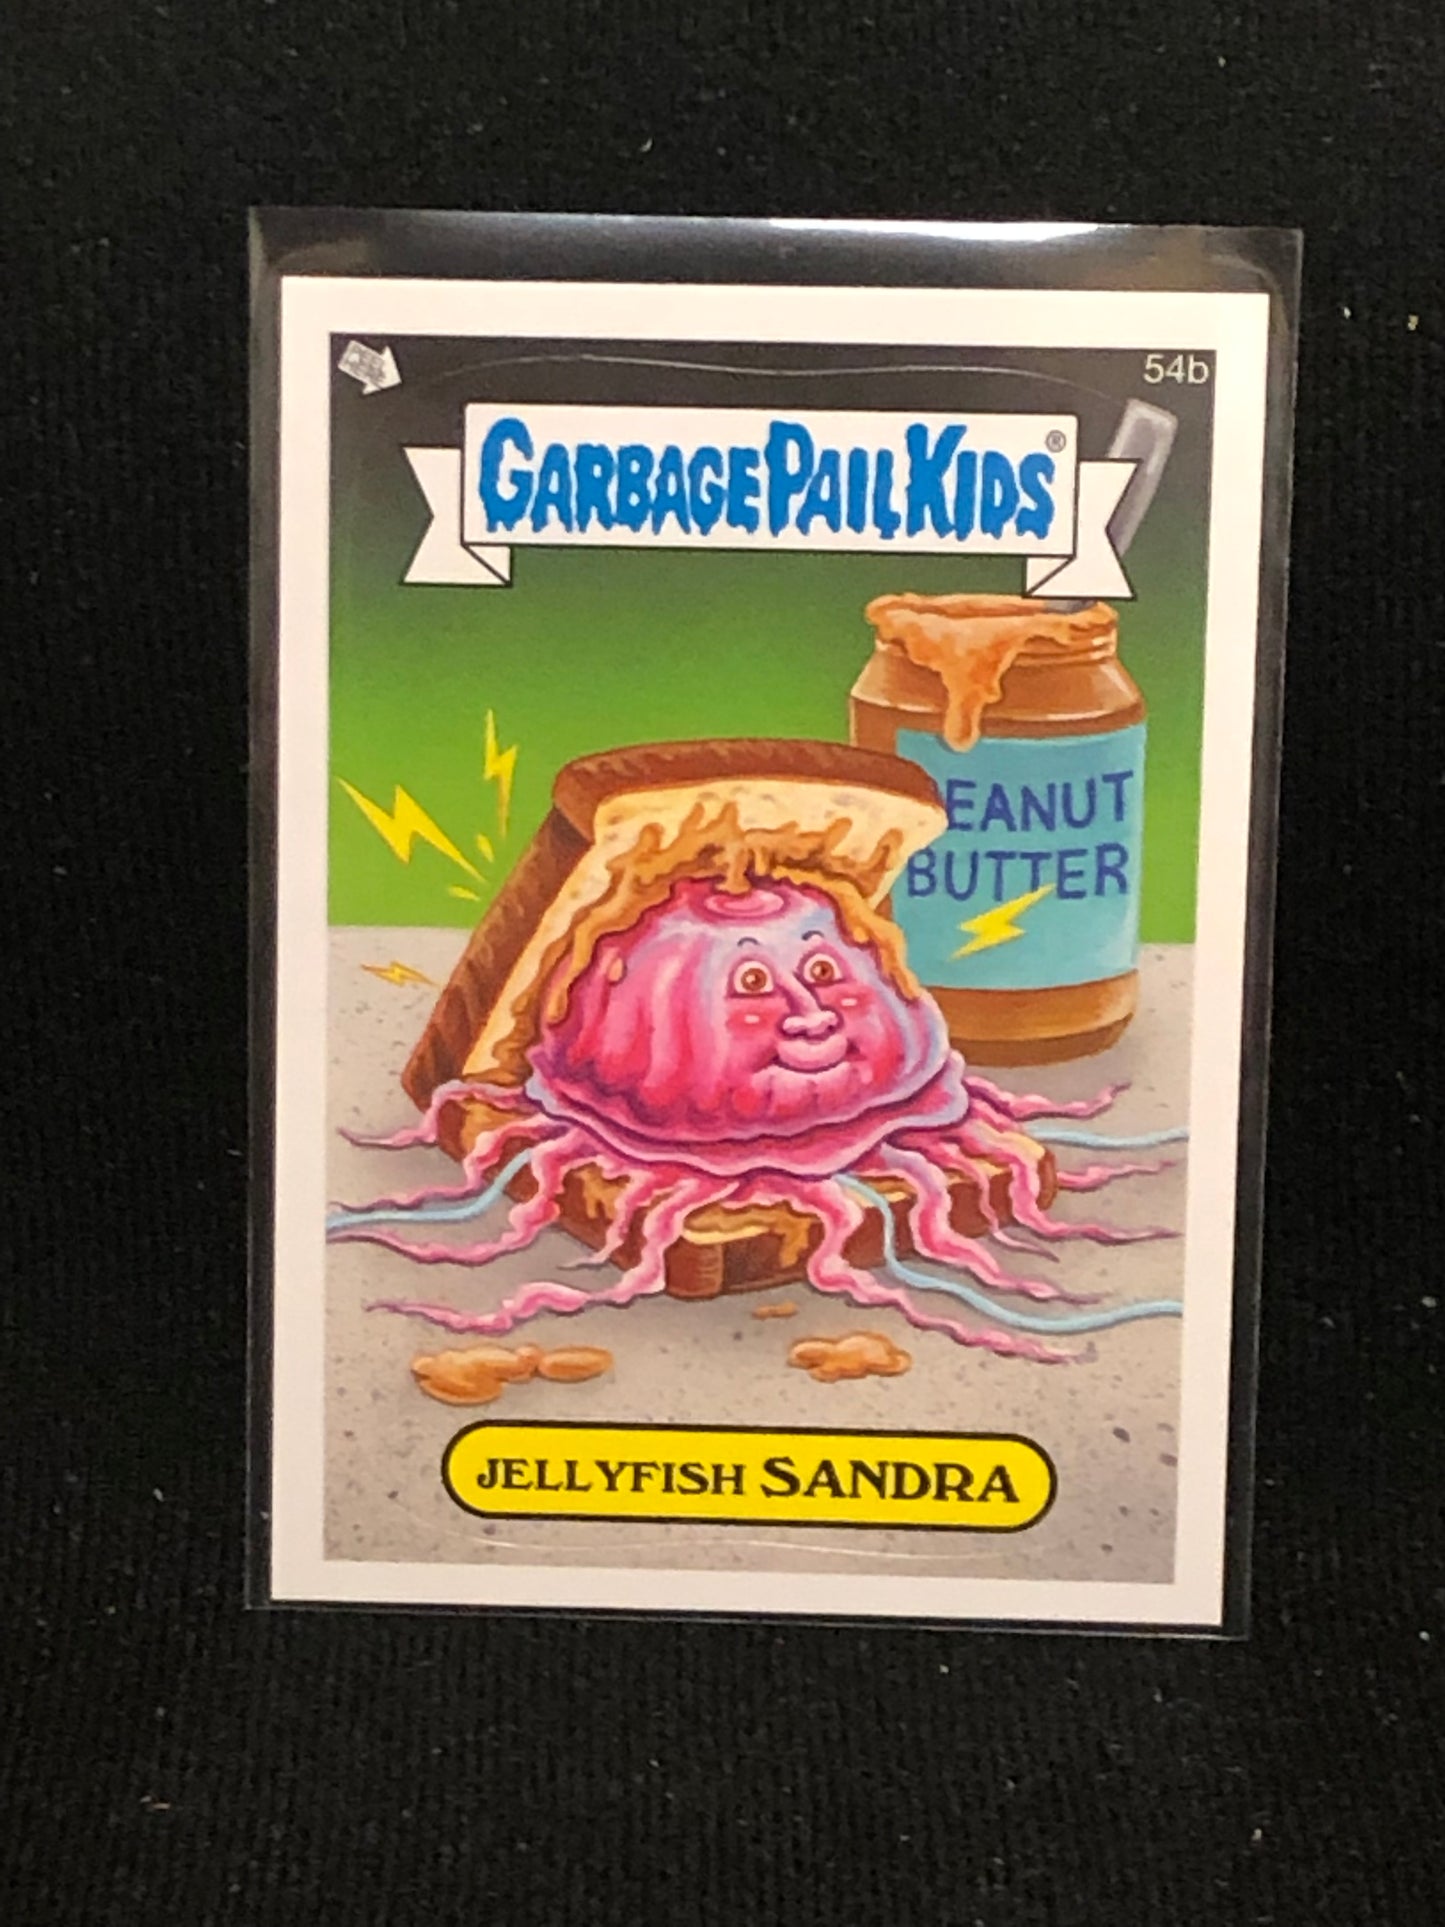 54b
GARBAGE PAIL KIDS®
EANUT
BUTTER
JELLYFISH SANDRA